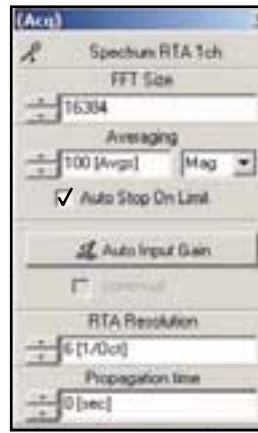 (Acq)
Spectrum RTA 1ch
FFT Size
16384
Averaging
100 [Avgs] Mag
Auto Stop On Limit
Auto Input Gain
RTA Resolution
6 [1/Oct]
Propagation time
0 [sec]